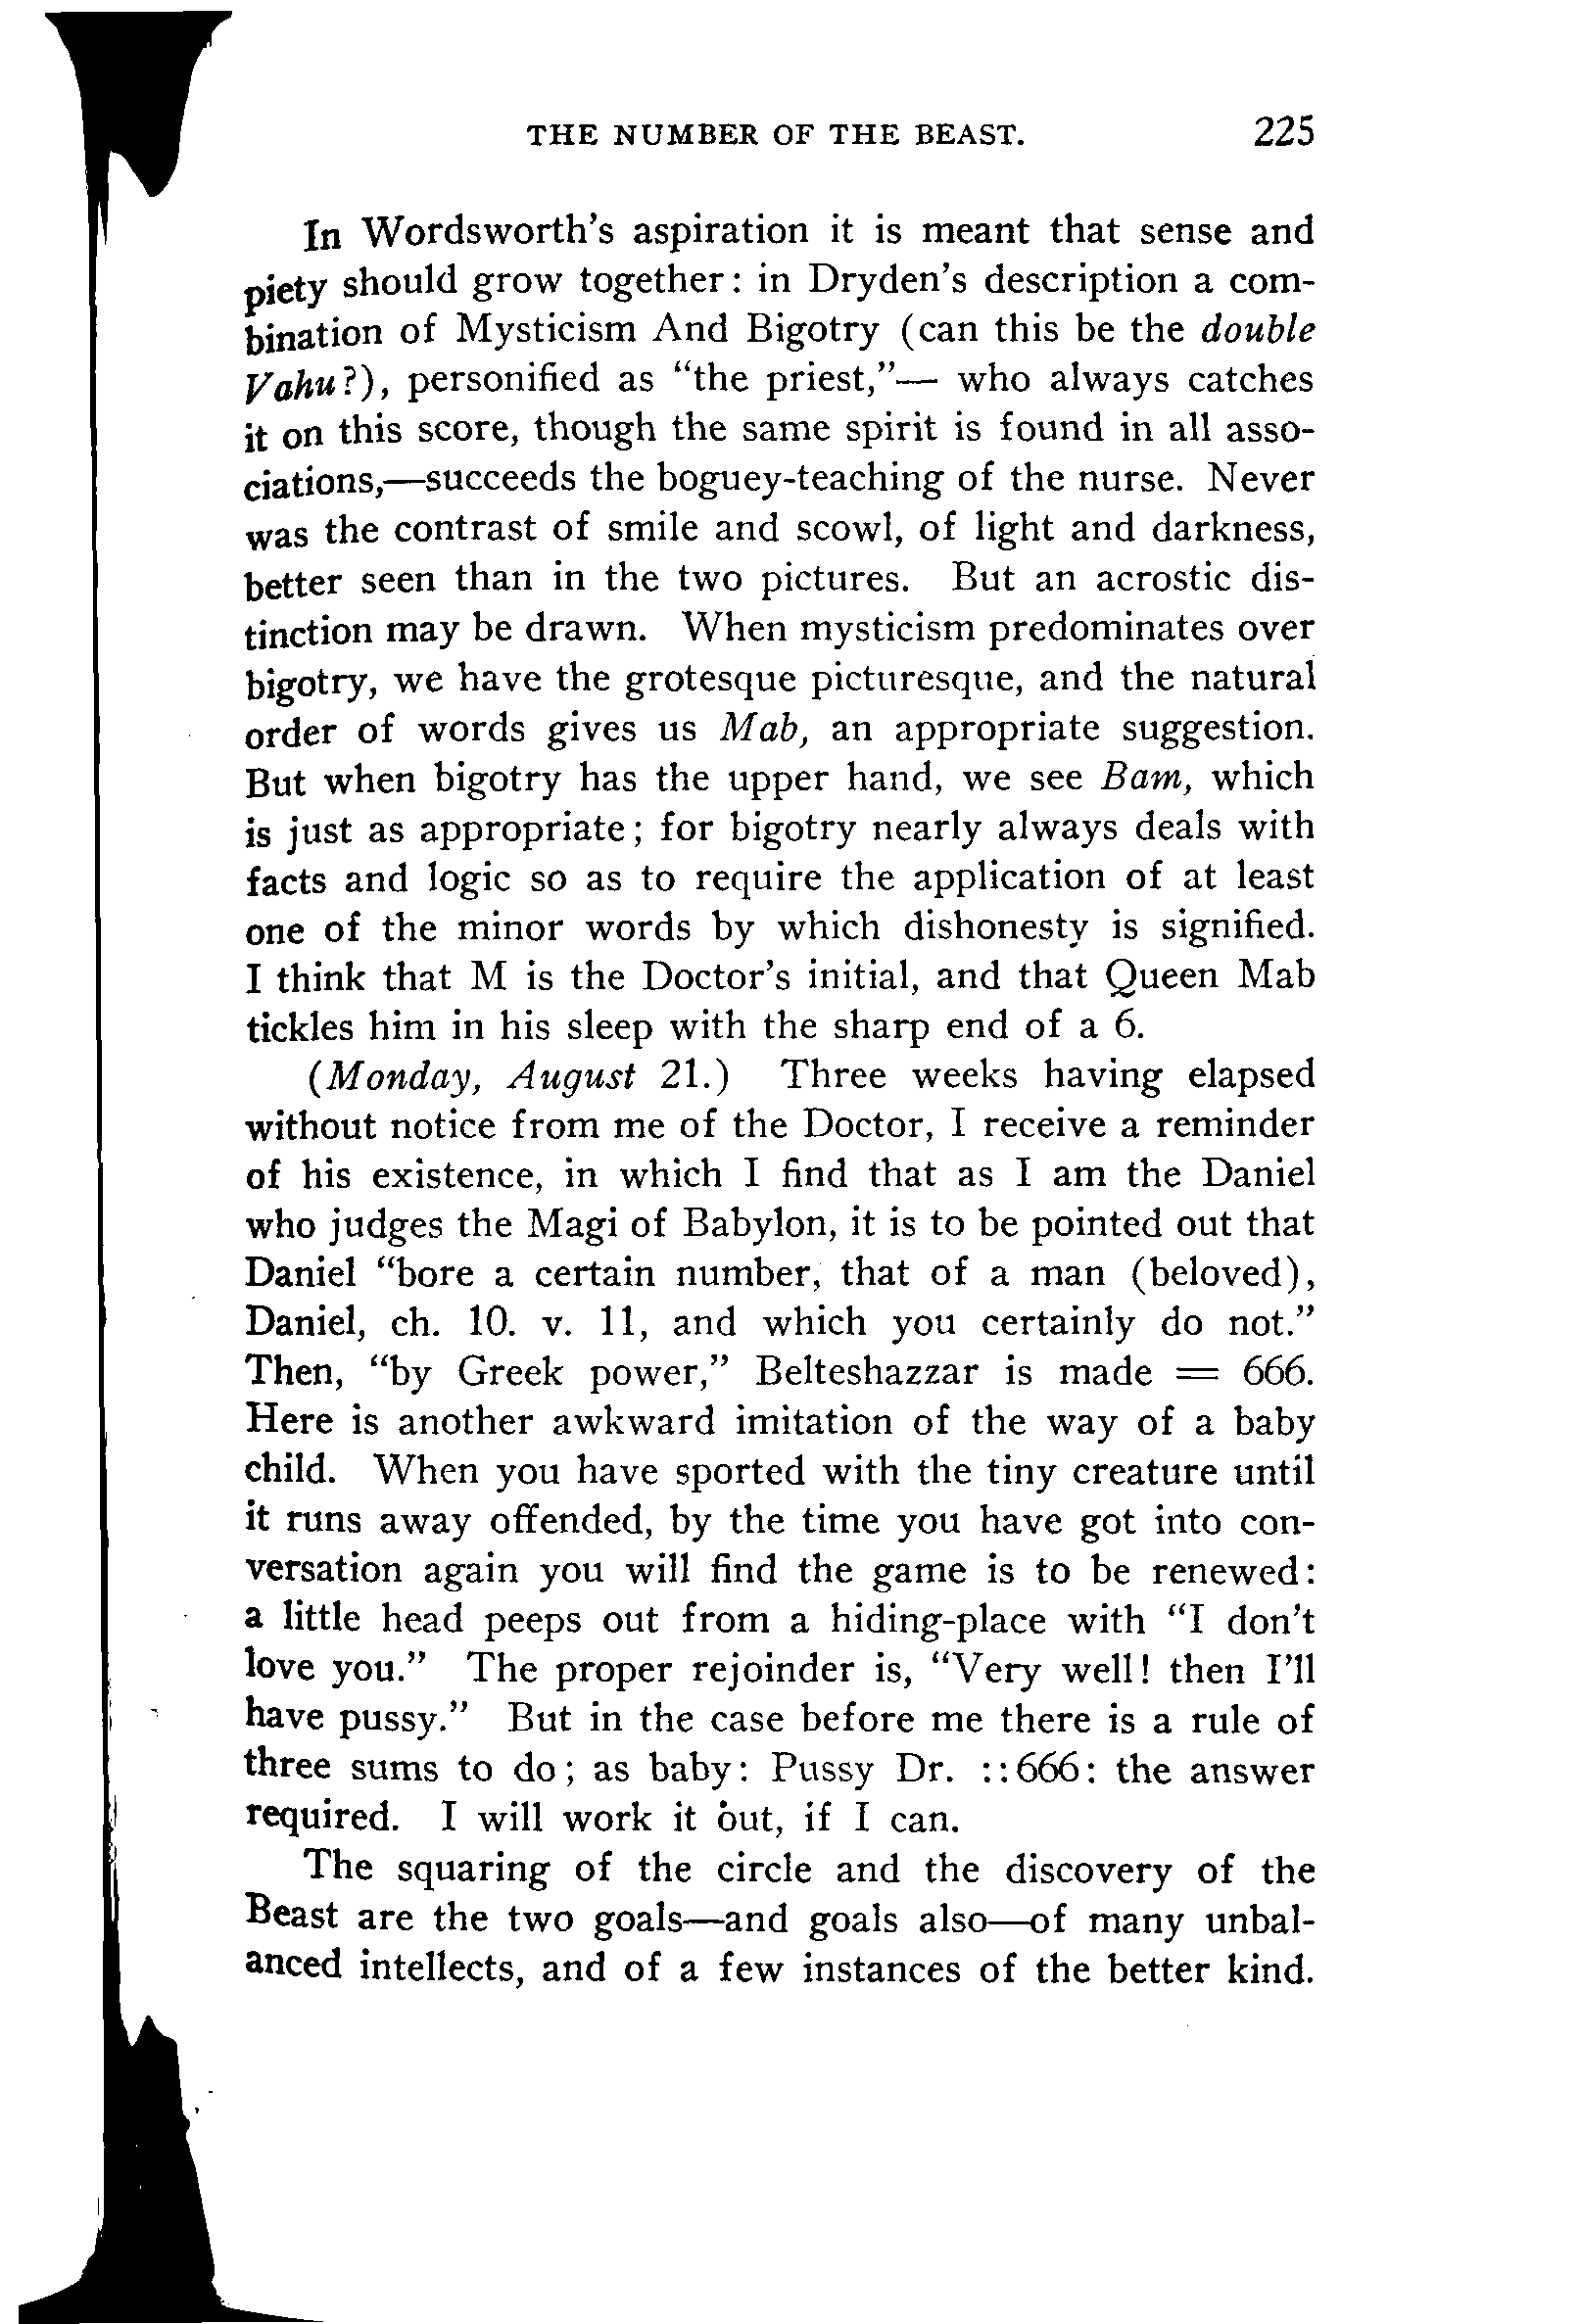 THE NUMBER OF THE BEAST. 225
In Wordsworth's aspiration it is meant that sense and
piety should grow together: in Dryden's description a com-
bination of Mysticism And Bigotry (can this be the double
Vahu?), personified as "the priest,"— who always catches
it on this score, though the same spirit is found in all asso-
ciations,—succeeds the boguey-teaching of the nurse. Never
was the contrast of smile and scowl, of light and darkness,
better seen than in the two pictures. But an acrostic dis-
tinction may be drawn. When mysticism predominates over
bigotry, we have the grotesque picturesque, and the natural
order of words gives us Mab, an appropriate suggestion.
But when bigotry has the upper hand, we see Bam, which
is just as appropriate; for bigotry nearly always deals with
facts and logic so as to require the application of at least
one of the minor words by which dishonesty is signified.
I think that M is the Doctor's initial, and that Queen Mab
tickles him in his sleep with the sharp end of a 6.
(Monday, August 21.) Three weeks having elapsed
without notice from me of the Doctor, I receive a reminder
of his existence, in which I find that as I am the Daniel
who judges the Magi of Babylon, it is to be pointed out that
Daniel "bore a certain number, that of a man (beloved),
Daniel, ch. 10. v. 11, and which you certainly do not."
Then, "by Greek power," Belteshazzar is made = 666.
Here is another awkward imitation of the way of a baby
child. When you have sported with the tiny creature until
it runs away offended, by the time you have got into con-
versation again you will find the game is to be renewed:
a little head peeps out from a hiding-place with "I don't
love you." The proper rejoinder is, "Very well! then I'll
have pussy." But in the case before me there is a rule of
three sums to do; as baby: Pussy Dr. ::666: the answer
required. I will work it out, if I can.
The squaring of the circle and the discovery of the
Beast are the two goals—and goals also—of many unbal-
anced intellects, and of a few instances of the better kind.